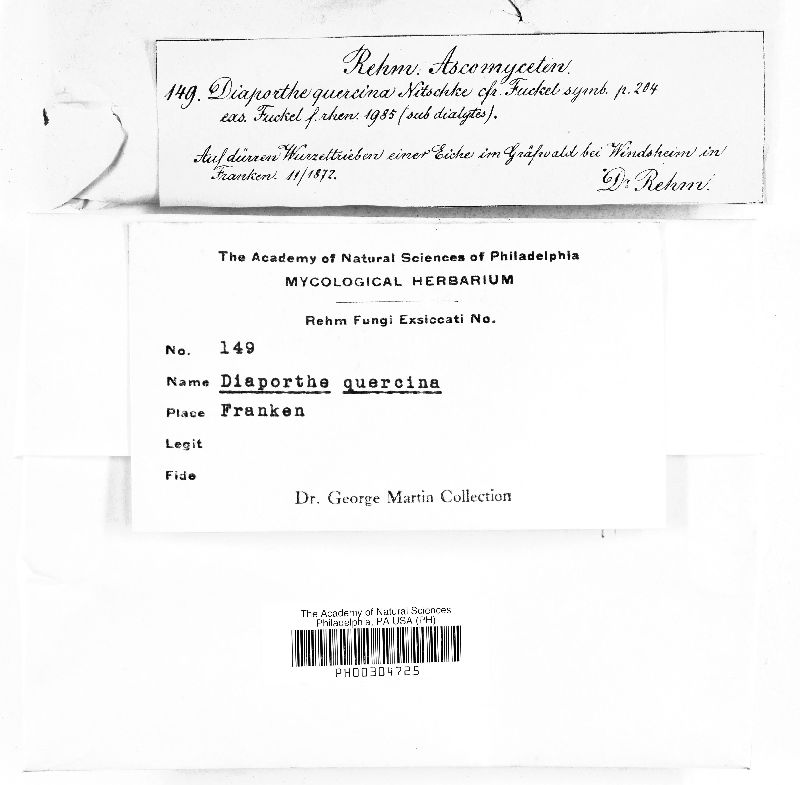 Rehm. Ascomyceten.
149. Diaporthe quercina Nitschke cfr. Fuckel symb. p. 204
exs. Fuckel f. rhen. 1985 (sub dialytes).
Auf dürren Wurzeltrieben einer Eiche im Gräfwald bei Windsheim in
Franken. 11/1872.
Dr Rehm.
The Academy of Natural Sciences of Philadelphia
MYCOLOGICAL HERBARIUM
Rehm Fungi Exsiccati No.
No. 149
Name Diaporthe quercina
Place Franken
Legit
Fide
Dr. George Martin Collection
The Academy of Natural Sciences
Philadelphia, PA USA (PH)
PH00304725